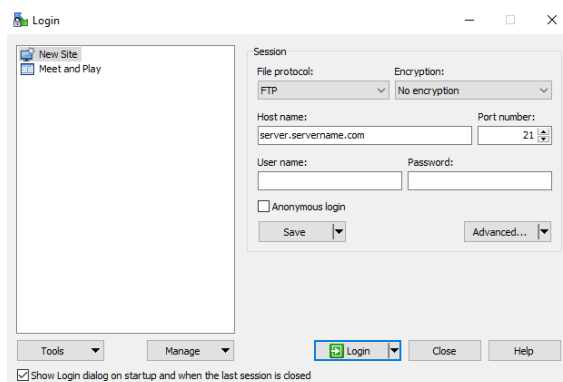 Login
New Site
Meet and Play
Session
File protocol:
Encryption:
FTP
No encryption
Host name:
Port number:
server.servername.com
21
User name:
Password:
Anonymous login
Save
Advanced...
Tools
Manage
Login
Close
Help
Show Login dialog on startup and when the last session is closed